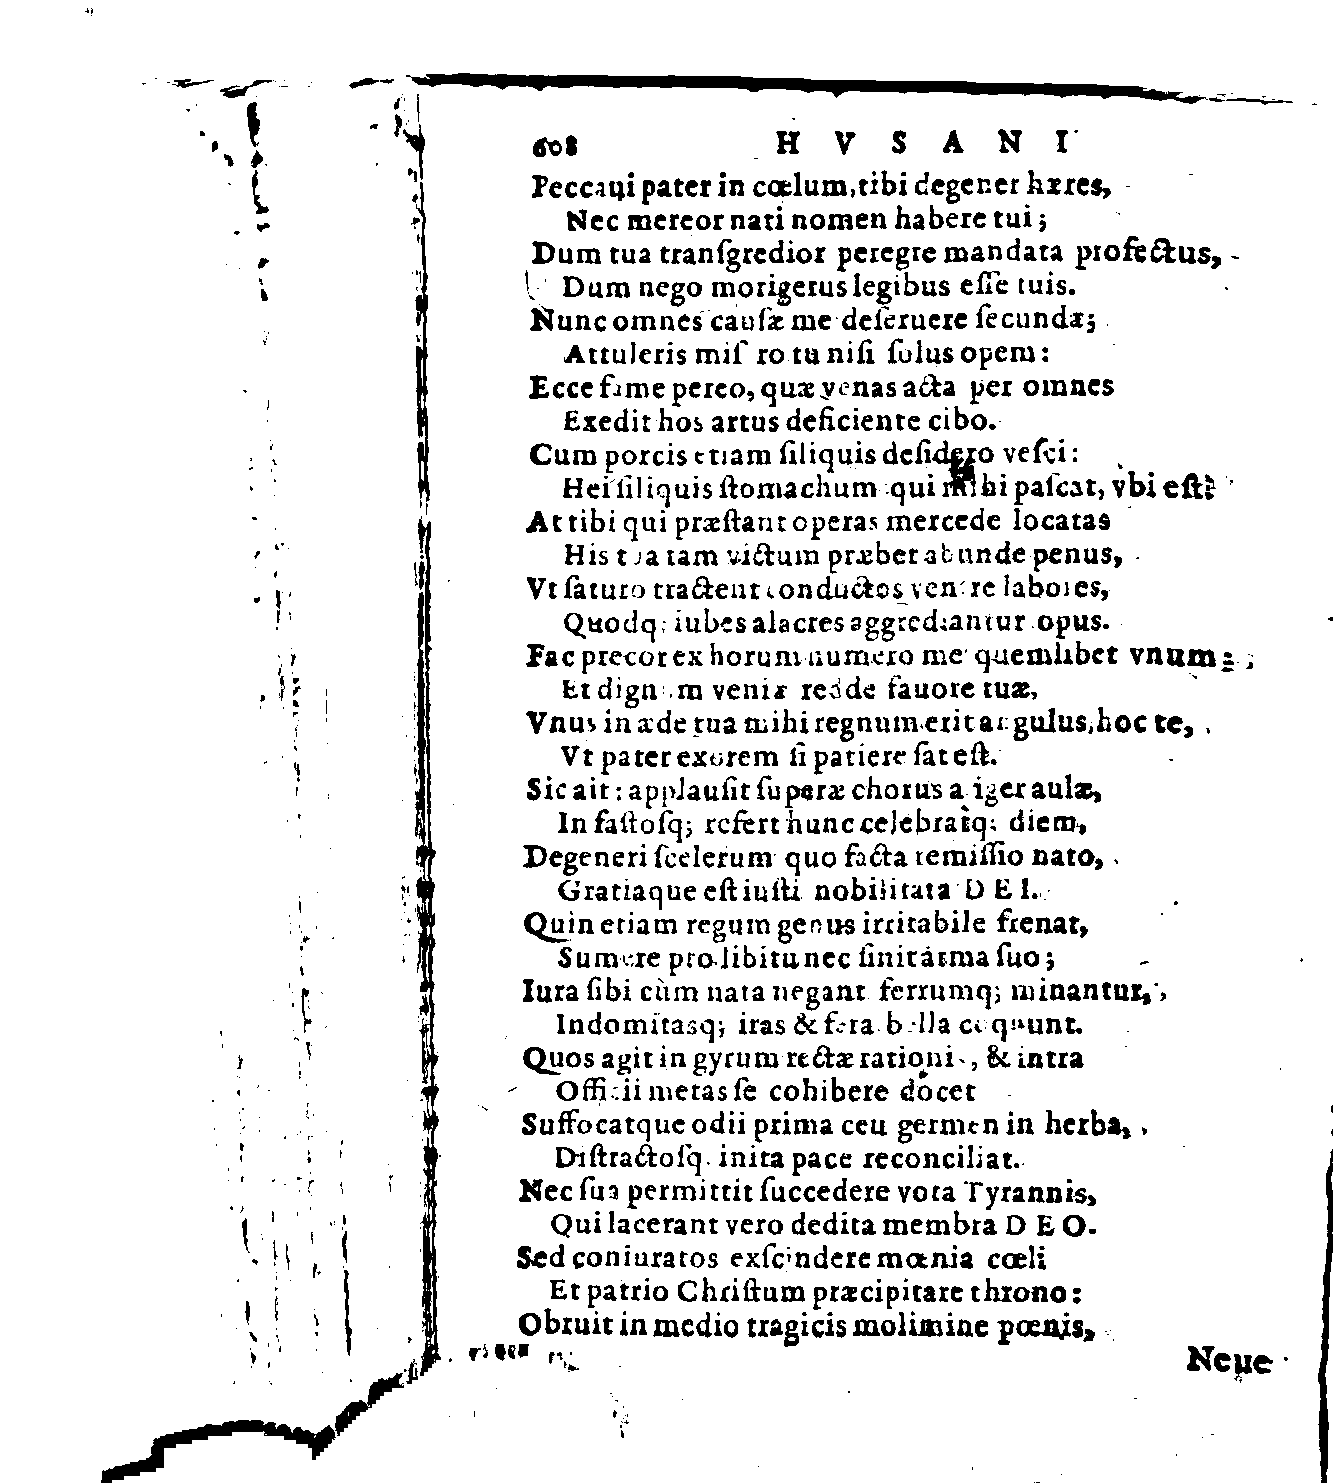 608 HVSANI
Peccaui pater in cœlum, tibi degener hæres,
Nec mereor nati nomen habere tui;
Dum tua tranſgredior peregre mandata profectus,
Dum nego morigerus legibus eſſe tuis.
Nunc omnes cauſæ me deſeruere ſecundæ;
Attuleris miſ ro tu niſi ſolus opem:
Ecce fame pereo, quæ venas acta per omnes
Exedit hos artus deficiente cibo.
Cum porcis etiam ſiliquis deſidero veſci:
Hei ſiliquis ſtomachum qui mihi paſcat, vbi eſt?
At tibi qui præſtant operas mercede locatas
His tua tam victum præbet abunde penus,
Vt ſaturo tractent conductos ventre labores,
Quodq; iubes alacres aggrediantur opus.
Fac precor ex horum numero me quemlibet vnum;
Et dignum veniæ redde fauore tuæ,
Vnus in æde tua mihi regnum erit angulus, hoc te,
Vt pater exorem ſi patiere ſat eſt.
Sic ait: applauſit ſuperæ chorus aliger aulæ,
In faſtoſq; refert hunc celebratq; diem,
Degeneri ſcelerum quo facta remiſſio nato,
Gratiaque eſt iuſti nobilitata DEI.
Quin etiam regum genus irritabile frenat,
Sumere pro libitu nec ſinit arma ſuo;
Iura ſibi cùm nata negant ferrumq; minantur,
Indomitasq; iras & fera bella coquunt.
Quos agit in gyrum rectæ rationis, & intra
Officii metas ſe cohibere docet
Suffocatque odii prima ceu germen in herba,
Diſtractoſq. inita pace reconciliat.
Nec ſua permittit ſuccedere vota Tyrannis,
Qui lacerant vero dedita membra DEO.
Sed coniuratos exſcindere mœnia cœli
Et patrio Chriſtum præcipitare throno:
Obruit in medio tragicis molimine pœnis,
Neue